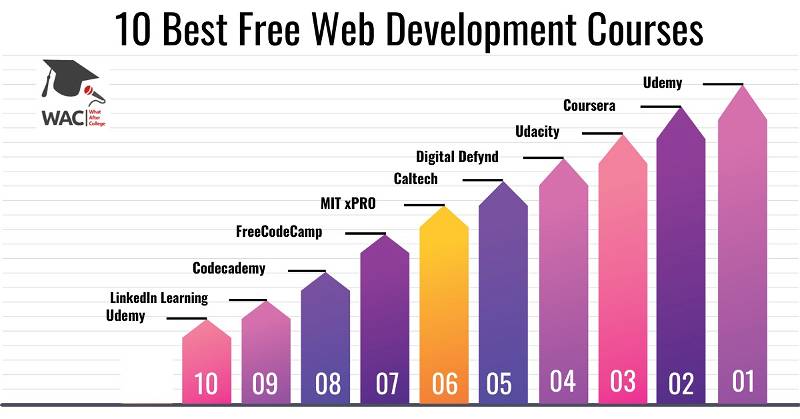 10 Best Free Web Development Courses
WAC
What
After
College
Udemy
Coursera
Udacity
Digital Defynd
Caltech
MIT xPRO
FreeCodeCamp
Codecademy
LinkedIn Learning
Udemy
10 09 08 07 06 05 04 03 02 01